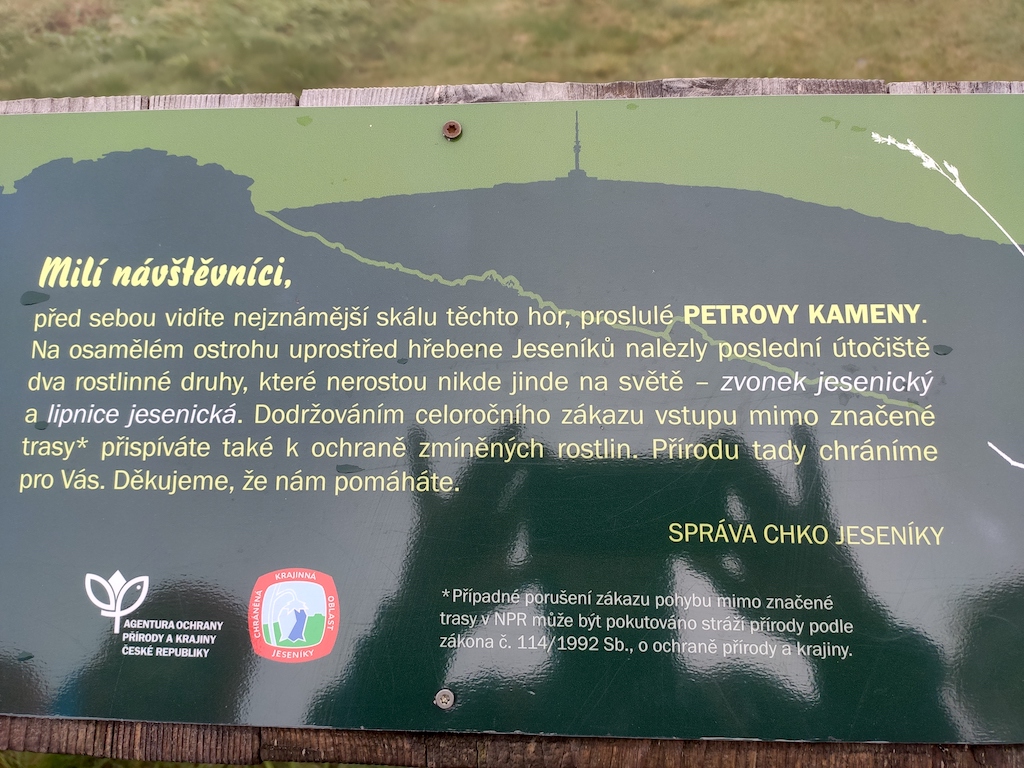 Milí návštěvníci,
před sebou vidíte nejznámější skálu těchto hor, proslulé PETROVY KAMENY.
Na osamělém ostrohu uprostřed hřebene Jeseníků nalezly poslední útočiště
dva rostlinné druhy, které nerostou nikde jinde na světě – zvonek jesenický
a lipnice jesenická. Dodržováním celoročního zákazu vstupu mimo značené
trasy* přispíváte také k ochraně zmíněných rostlin. Přírodu tady chráníme
pro Vás. Děkujeme, že nám pomáháte.
SPRÁVA CHKO JESENÍKY
AGENTURA OCHRANY
PŘÍRODY A KRAJINY
ČESKÉ REPUBLIKY
CHRÁNĚNÁ
KRAJINNÁ
OBLAST
JESENÍKY
*Případné porušení zákazu pohybu mimo značené
trasy v NPR může být pokutováno stráží přírody podle
zákona č. 114/1992 Sb., o ochraně přírody a krajiny.